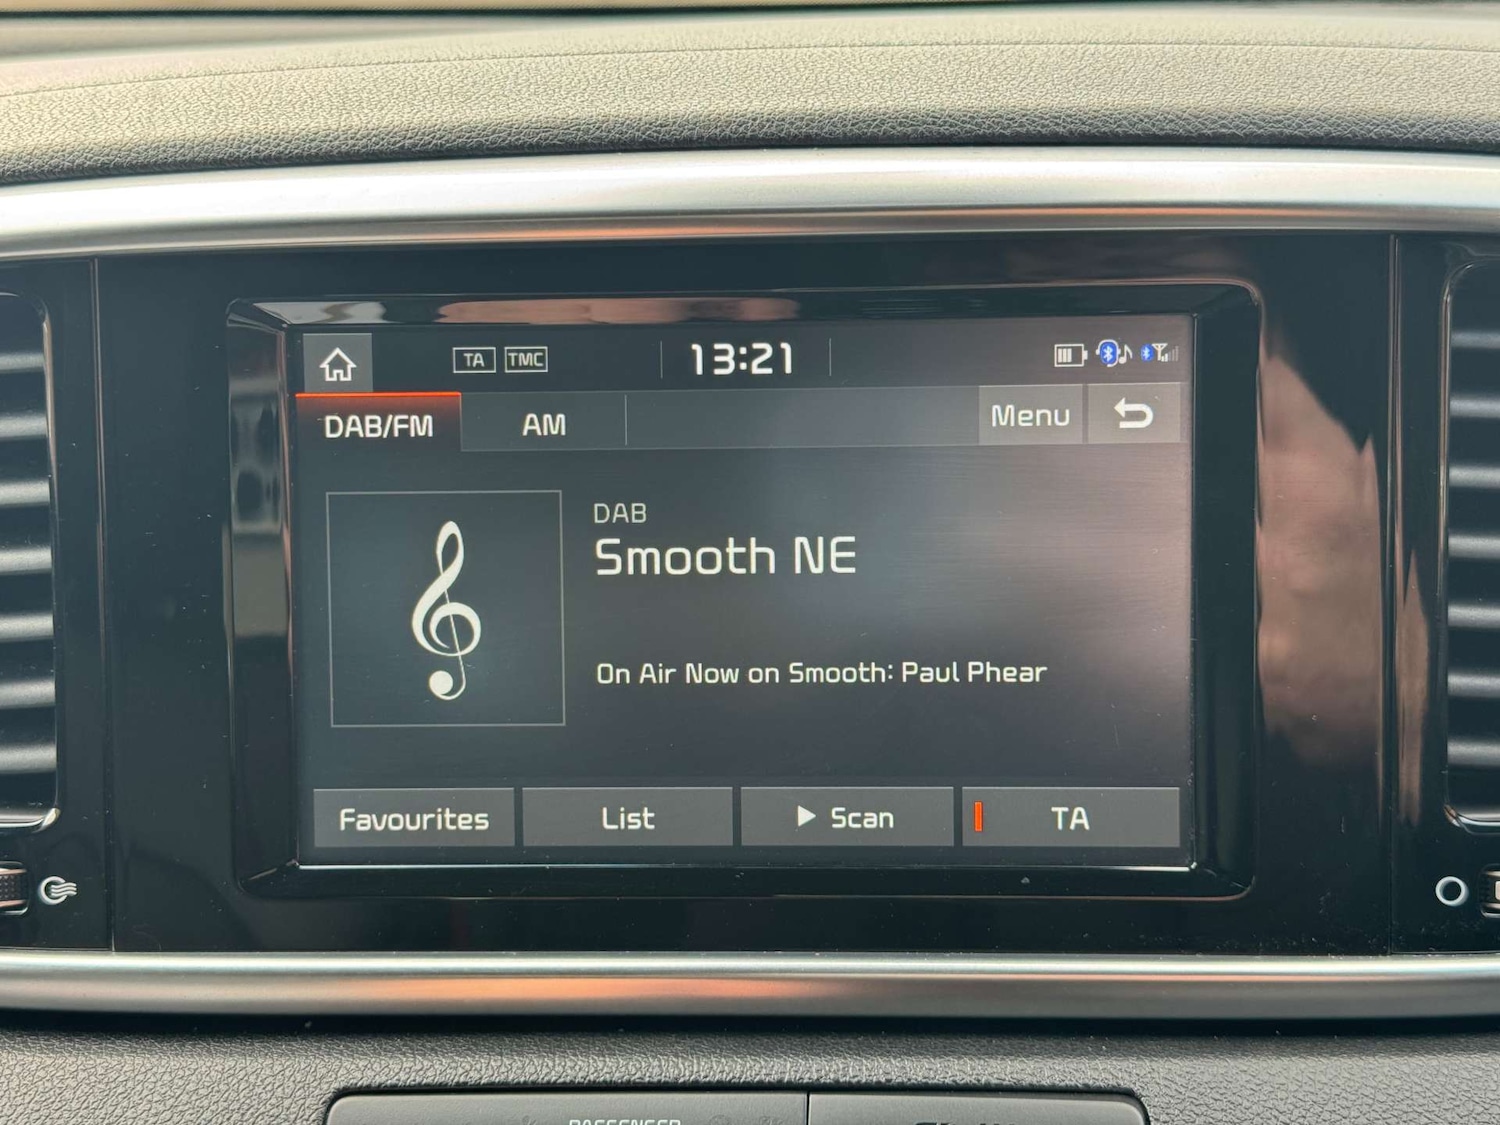 TA TMC 13:21
DAB/FM AM Menu
DAB
Smooth NE
On Air Now on Smooth: Paul Phear
Favourites List Scan TA
PASSENGER